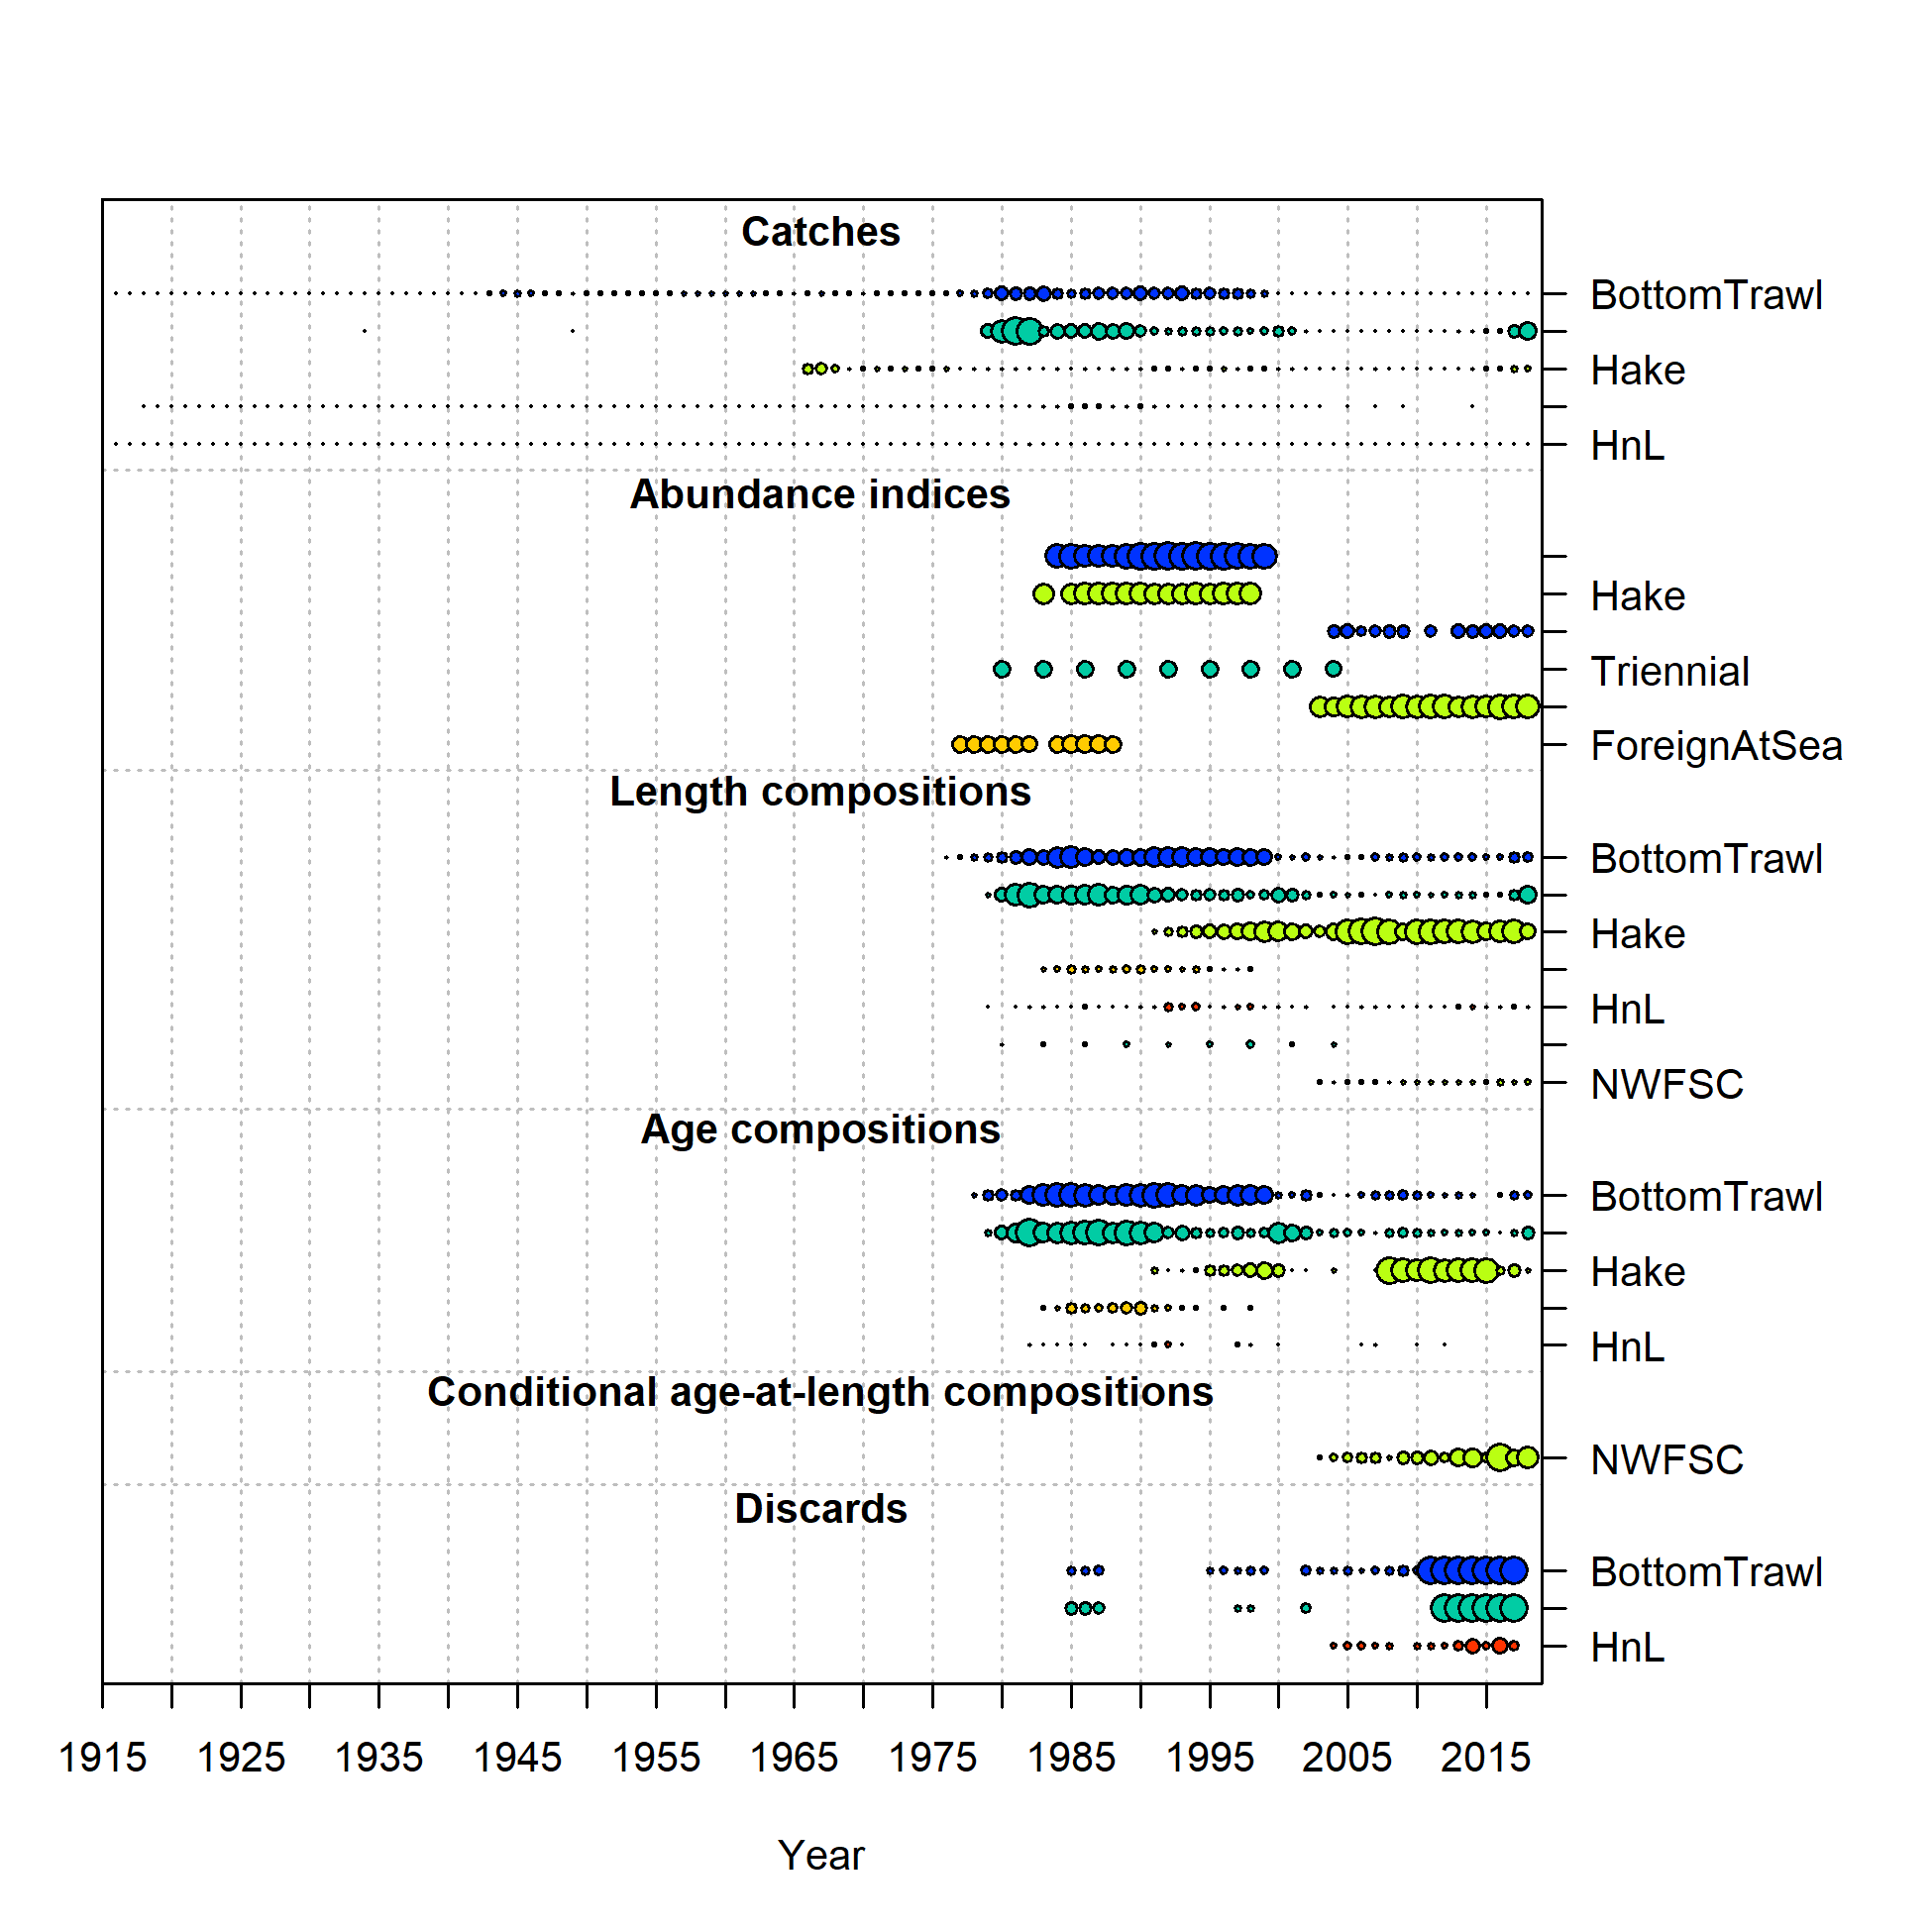 Catches
BottomTrawl
Hake
HnL
Abundance indices
Hake
Triennial
ForeignAtSea
Length compositions
BottomTrawl
Hake
HnL
NWFSC
Age compositions
BottomTrawl
Hake
HnL
Conditional age-at-length compositions
NWFSC
Discards
BottomTrawl
HnL
1915 1925 1935 1945 1955 1965 1975 1985 1995 2005 2015
Year